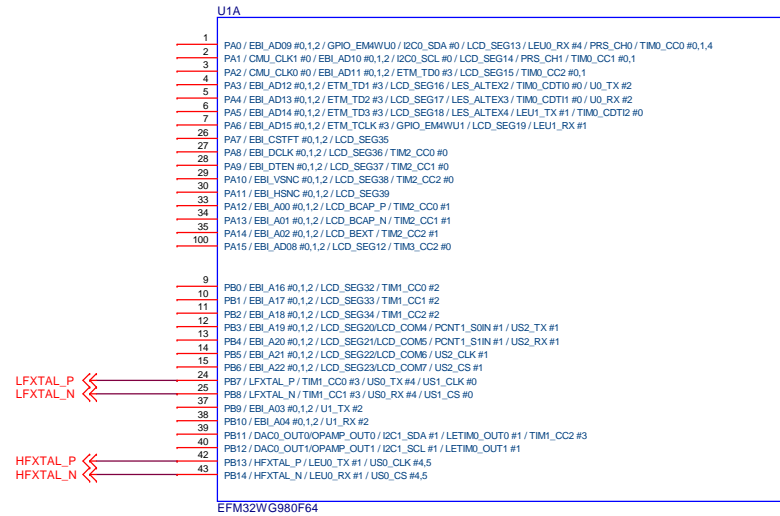 U1A
1 PA0 / EBI_AD09 #0,1,2 / GPIO_EM4WU0 / I2C0_SDA #0 / LCD_SEG13 / LEU0_RX #4 / PRS_CH0 / TIM0_CC0 #0,1,4
2 PA1 / CMU_CLK1 #0 / EBI_AD10 #0,1,2 / I2C0_SCL #0 / LCD_SEG14 / PRS_CH1 / TIM0_CC1 #0,1
3 PA2 / CMU_CLK0 #0 / EBI_AD11 #0,1,2 / ETM_TD0 #3 / LCD_SEG15 / TIM0_CC2 #0,1
4 PA3 / EBI_AD12 #0,1,2 / ETM_TD1 #3 / LCD_SEG16 / LES_ALTEX2 / TIM0_CDTI0 #0 / U0_TX #2
5 PA4 / EBI_AD13 #0,1,2 / ETM_TD2 #3 / LCD_SEG17 / LES_ALTEX3 / TIM0_CDTI1 #0 / U0_RX #2
6 PA5 / EBI_AD14 #0,1,2 / ETM_TD3 #3 / LCD_SEG18 / LES_ALTEX4 / LEU1_TX #1 / TIM0_CDTI2 #0
7 PA6 / EBI_AD15 #0,1,2 / ETM_TCLK #3 / GPIO_EM4WU1 / LCD_SEG19 / LEU1_RX #1
26 PA7 / EBI_CSTFT #0,1,2 / LCD_SEG35
27 PA8 / EBI_DCLK #0,1,2 / LCD_SEG36 / TIM2_CC0 #0
28 PA9 / EBI_DTEN #0,1,2 / LCD_SEG37 / TIM2_CC1 #0
29 PA10 / EBI_VSNC #0,1,2 / LCD_SEG38 / TIM2_CC2 #0
30 PA11 / EBI_HSNC #0,1,2 / LCD_SEG39
33 PA12 / EBI_A00 #0,1,2 / LCD_BCAP_P / TIM2_CC0 #1
34 PA13 / EBI_A01 #0,1,2 / LCD_BCAP_N / TIM2_CC1 #1
35 PA14 / EBI_A02 #0,1,2 / LCD_BEXT / TIM2_CC2 #1
100 PA15 / EBI_AD08 #0,1,2 / LCD_SEG12 / TIM3_CC2 #0
9 PB0 / EBI_A16 #0,1,2 / LCD_SEG32 / TIM1_CC0 #2
10 PB1 / EBI_A17 #0,1,2 / LCD_SEG33 / TIM1_CC1 #2
11 PB2 / EBI_A18 #0,1,2 / LCD_SEG34 / TIM1_CC2 #2
12 PB3 / EBI_A19 #0,1,2 / LCD_SEG20/LCD_COM4 / PCNT1_S0IN #1 / US2_TX #1
13 PB4 / EBI_A20 #0,1,2 / LCD_SEG21/LCD_COM5 / PCNT1_S1IN #1 / US2_RX #1
14 PB5 / EBI_A21 #0,1,2 / LCD_SEG22/LCD_COM6 / US2_CLK #1
15 PB6 / EBI_A22 #0,1,2 / LCD_SEG23/LCD_COM7 / US2_CS #1
LFXTAL_P 24 PB7 / LFXTAL_P / TIM1_CC0 #3 / US0_TX #4 / US1_CLK #0
LFXTAL_N 25 PB8 / LFXTAL_N / TIM1_CC1 #3 / US0_RX #4 / US1_CS #0
37 PB9 / EBI_A03 #0,1,2 / U1_TX #2
38 PB10 / EBI_A04 #0,1,2 / U1_RX #2
39 PB11 / DAC0_OUT0/OPAMP_OUT0 / I2C1_SDA #1 / LETIM0_OUT0 #1 / TIM1_CC2 #3
40 PB12 / DAC0_OUT1/OPAMP_OUT1 / I2C1_SCL #1 / LETIM0_OUT1 #1
HFXTAL_P 42 PB13 / HFXTAL_P / LEU0_TX #1 / US0_CLK #4,5
HFXTAL_N 43 PB14 / HFXTAL_N / LEU0_RX #1 / US0_CS #4,5
EFM32WG980F64